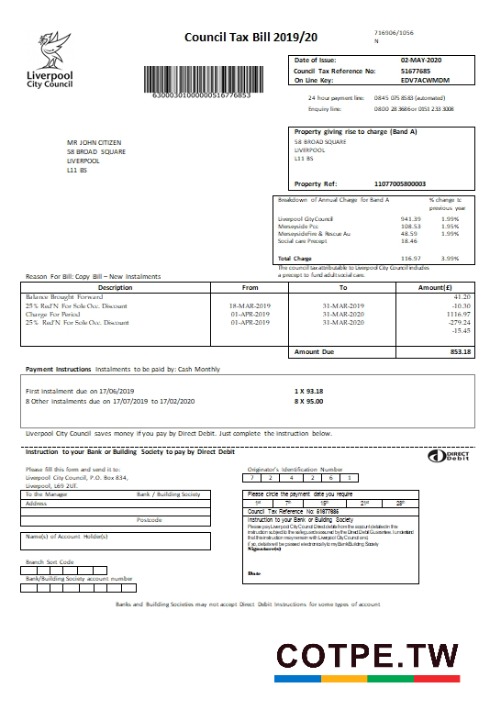 Council Tax Bill 2019/20
716906/1056
N
Liverpool
City Council
63000301000000516776853
Date of Issue: 02-MAY-2020
Council Tax Reference No: 51677685
On Line Key: EDV7ACWMDM
24 hour payment line: 0845 075 8583 (automated)
Enquiry line: 0800 28 3686 or 0151 233 3008
MR JOHN CITIZEN
58 BROAD SQUARE
LIVERPOOL
L11 BS
Property giving rise to charge (Band A)
58 BROAD SQUARE
LIVERPOOL
L11 BS
Property Ref: 11077005800003
Breakdown of Annual Charge for Band A % change to
previous year
Liverpool City Council 941.39 1.99%
Merseyside Pcc 108.53 1.99%
Merseyside Fire & Rescue Au 48.59 1.99%
Social care Precept 18.46
Total Charge 116.97 3.99%
The council tax attributable to Liverpool City Council includes
a precept to fund adult social care.
Reason For Bill: Copy Bill – New Instalments
Description From To Amount(£)
Balance Brought Forward 41.20
25% Red'N For Sole Occ. Discount 18-MAR-2019 31-MAR-2019 -10.30
Charge For Period 01-APR-2019 31-MAR-2020 1116.97
25% Red'N For Sole Occ. Discount 01-APR-2019 31-MAR-2020 -279.24
-15.45
Amount Due 853.18
Payment Instructions Instalments to be paid by: Cash Monthly
First instalment due on 17/06/2019 1 X 93.18
8 Other instalments due on 17/07/2019 to 17/02/2020 8 X 95.00
Liverpool City Council saves money if you pay by Direct Debit. Just complete the instruction below.
Instruction to your Bank or Building Society to pay by Direct Debit
DIRECT
Debit
Please fill this form and send it to:
Liverpool City Council, P.O. Box 834,
Liverpool, L69 2UT.
Originator's Identification Number
7 2 4 2 6 1
To the Manager Bank / Building Society
Address
Postcode
Name(s) of Account Holder(s)
Branch Sort Code
Bank/Building Society account number
Please circle the payment date you require
1st 7th 15th 21st 28th
Council Tax Reference No: 51677685
Instruction to your Bank or Building Society
Please pay Liverpool City Council Direct debits from the account detailed in this
instruction subject to the safeguards assured by the Direct Debit Guarantee. I understand
that this instruction may remain with Liverpool City Council and,
if so, details will be passed electronically to my Bank/Building Society
Signature(s)
Date
Banks and Building Societies may not accept Direct Debit Instructions for some types of account
COTPE.TW